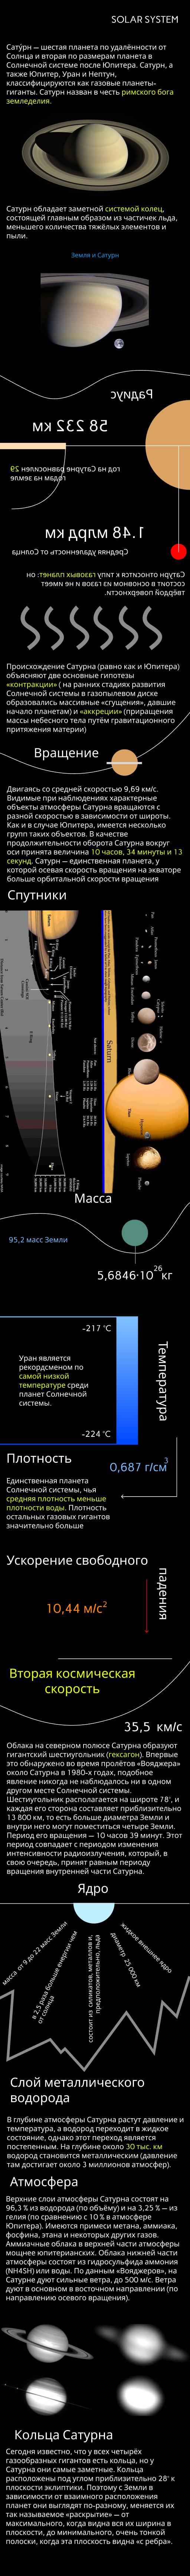 SOLAR SYSTEM
Сату́рн — шестая планета по удалённости от
Солнца и вторая по размерам планета в
Солнечной системе после Юпитера. Сатурн, а
также Юпитер, Уран и Нептун,
классифицируются как газовые планеты-
гиганты. Сатурн назван в честь римского бога
земледелия.
Сатурн обладает заметной системой колец,
состоящей главным образом из частичек льда,
меньшего количества тяжёлых элементов и
пыли.
Земля и Сатурн
Радиус
58 232 км
год на Сатурне равносилен 29
годам на земле
1.48 млрд км
Средняя удаленность от Солнца
Сатурн относится к типу газовых планет: он
состоит в основном из газов и не имеет
твёрдой поверхности.
Происхождение Сатурна (равно как и Юпитера)
объясняют две основные гипотезы
«контракции» ( на ранних стадиях развития
Солнечной системы в газопылевом диске
образовались массивные «сгущения», давшие
начало планетам) и «аккреции» (приращения
массы небесного тела путём гравитационного
притяжения материи)
Вращение
Двигаясь со средней скоростью 9,69 км/с.
Видимые при наблюдениях характерные
объекты атмосферы Сатурна вращаются с
разной скоростью в зависимости от широты.
Как и в случае Юпитера, имеется несколько
групп таких объектов. В качестве
продолжительности оборота Сатурна вокруг
оси принята величина 10 часов, 34 минуты и 13
секунд. Сатурн — единственная планета, у
которой осевая скорость вращения на экваторе
больше орбитальной скорости вращения
Спутники
Saturn
Масса
95,2 масс Земли
5,6846·10 26 кг
-217 °C
Уран является
рекордсменом по
самой низкой
температуре среди
планет Солнечной
системы.
-224 °C
Температура
Плотность
0,687 г/см3
Единственная планета
Солнечной системы, чья
средняя плотность меньше
плотности воды. Плотность
остальных газовых гигантов
значительно больше
Ускорение свободного
падения
10,44 м/с2
Вторая космическая
скорость
35,5 км/с
Облака на северном полюсе Сатурна образуют
гигантский шестиугольник (гексагон). Впервые
это обнаружено во время пролётов «Вояджера»
около Сатурна в 1980-х годах, подобное
явление никогда не наблюдалось ни в одном
другом месте Солнечной системы.
Шестиугольник располагается на широте 78°, и
каждая его сторона составляет приблизительно
13 800 км, то есть больше диаметра Земли и
внутри него могут поместиться четыре Земли.
Период его вращения — 10 часов 39 минут. Этот
период совпадает с периодом изменения
интенсивности радиоизлучения, который, в
свою очередь, принят равным периоду
вращения внутренней части Сатурна.
Ядро
масса от 9 до 22 масс Земли
в 2,5 раза больше энергии чем
от солнца
состоит из силикатов, металлов и,
предположительно, льда
диаметр 25 000 км
жидкое внешнее ядро
Слой металлического
водорода
В глубине атмосферы Сатурна растут давление и
температура, а водород переходит в жидкое
состояние, однако этот переход является
постепенным. На глубине около 30 тыс. км
водород становится металлическим (давление
там достигает около 3 миллионов атмосфер).
Атмосфера
Верхние слои атмосферы Сатурна состоят на
96,3 % из водорода (по объёму) и на 3,25 % — из
гелия (по сравнению с 10 % в атмосфере
Юпитера). Имеются примеси метана, аммиака,
фосфина, этана и некоторых других газов.
Аммиачные облака в верхней части атмосферы
мощнее юпитерианских. Облака нижней части
атмосферы состоят из гидросульфида аммония
(NH4SH) или воды. По данным «Вояджеров», на
Сатурне дуют сильные ветра, до 500 м/с. Ветра
дуют в основном в восточном направлении (по
направлению осевого вращения).
Кольца Сатурна
Сегодня известно, что у всех четырёх
газообразных гигантов есть кольца, но у
Сатурна они самые заметные. Кольца
расположены под углом приблизительно 28° к
плоскости эклиптики. Поэтому с Земли в
зависимости от взаимного расположения
планет они выглядят по-разному, меняется их
так называемое «раскрытие» — от
максимального, когда видна вся их ширина в
плоскости, до минимального, очень тонкой
полоски, когда эта плоскость видна «с ребра».